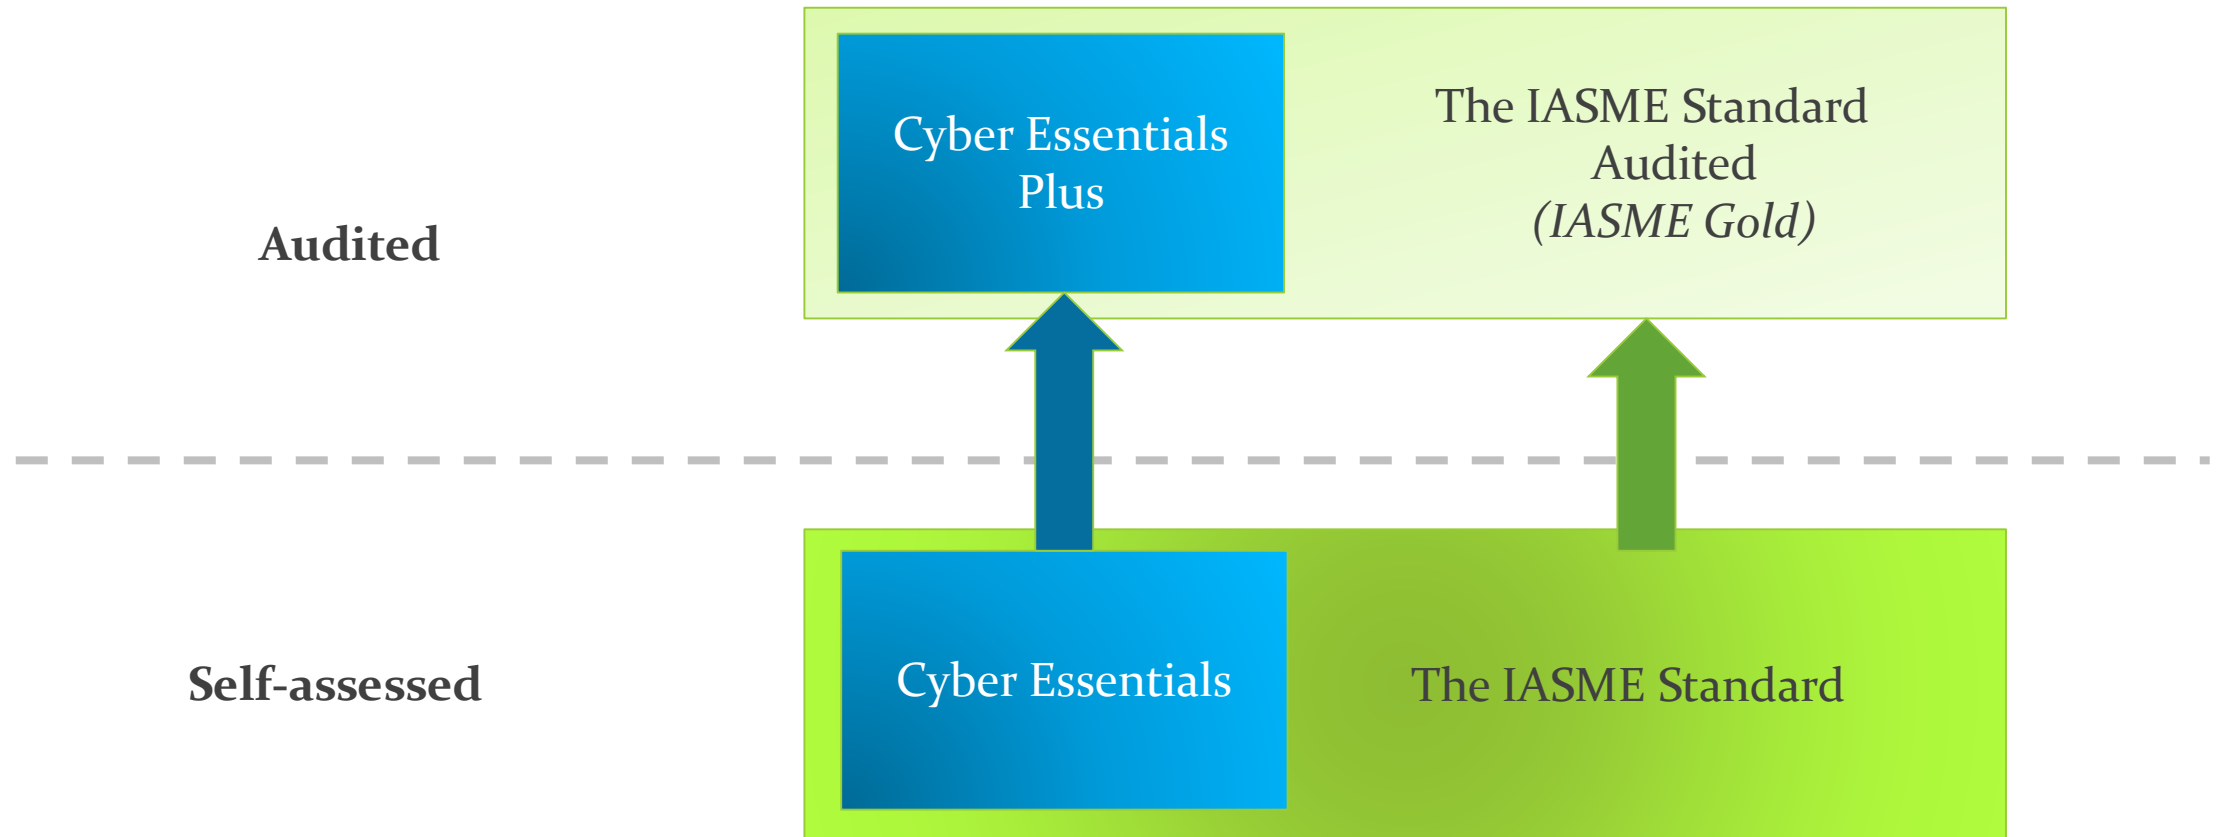 Audited
Cyber Essentials
Plus
The IASME Standard
Audited
(IASME Gold)
Self-assessed
Cyber Essentials
The IASME Standard